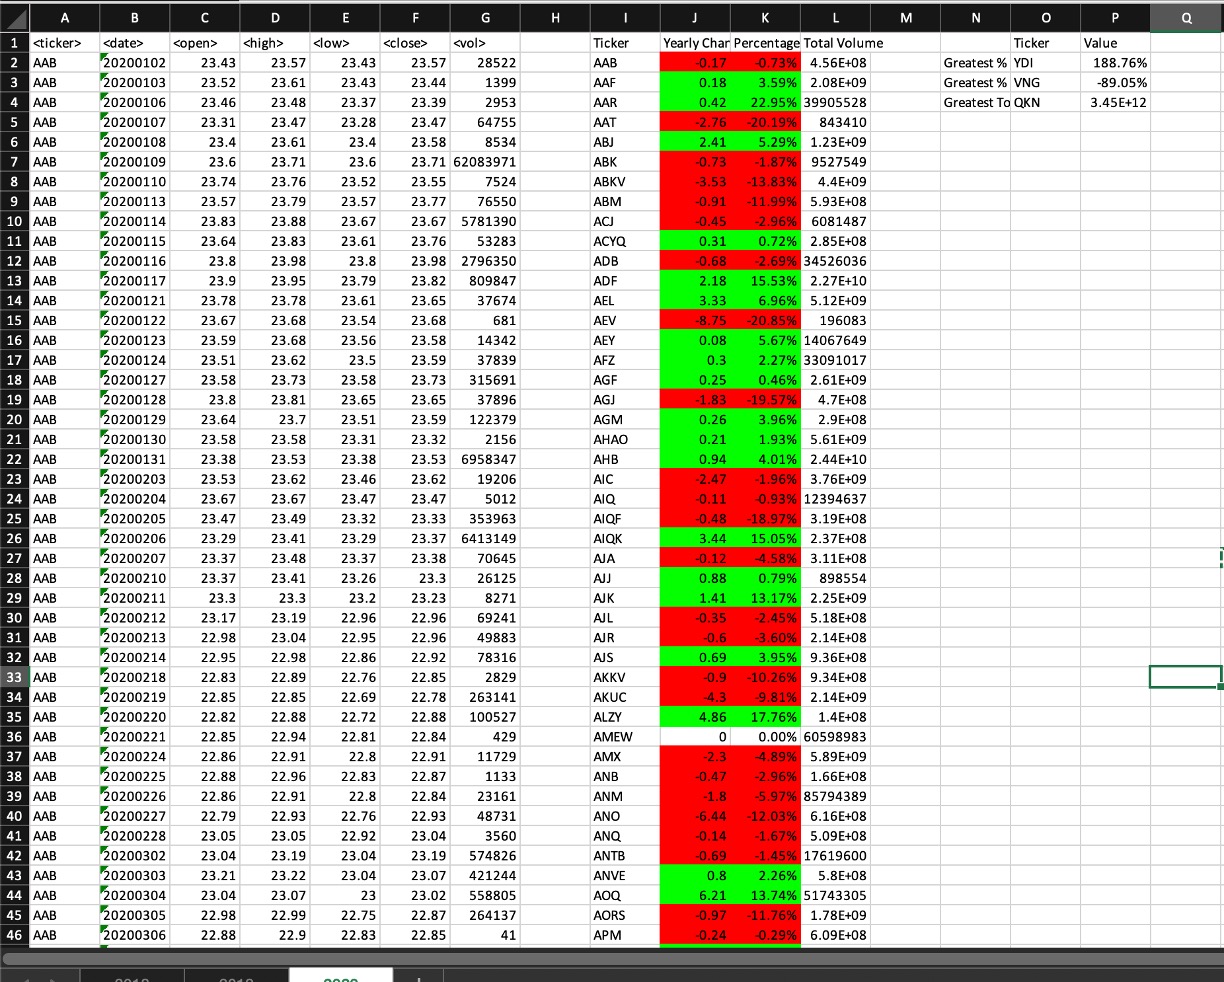 A B C D E F G H I J K L M N O P Q
1 <ticker> <date> <open> <high> <low> <close> <vol> Ticker Yearly Char Percentage Total Volume Ticker Value
2 AAB 20200102 23.43 23.57 23.43 23.57 28522 AAB -0.17 -0.73% 4.56E+08 Greatest % YDI 188.76%
3 AAB 20200103 23.52 23.61 23.43 23.44 1399 AAF 0.18 3.59% 2.08E+09 Greatest % VNG -89.05%
4 AAB 20200106 23.46 23.48 23.37 23.39 2953 AAR 0.42 22.95% 39905528 Greatest To QKN 3.45E+12
5 AAB 20200107 23.31 23.47 23.28 23.47 64755 AAT -2.76 -20.19% 843410
6 AAB 20200108 23.4 23.61 23.4 23.58 8534 ABJ 2.41 5.29% 1.23E+09
7 AAB 20200109 23.6 23.71 23.6 23.71 62083971 ABK -0.73 -1.87% 9527549
8 AAB 20200110 23.74 23.76 23.52 23.55 7524 ABKV -3.53 -13.83% 4.4E+09
9 AAB 20200113 23.57 23.79 23.57 23.77 76550 ABM -0.91 -11.99% 5.93E+08
10 AAB 20200114 23.83 23.88 23.67 23.67 5781390 ACJ -0.45 -2.96% 6081487
11 AAB 20200115 23.64 23.83 23.61 23.76 53283 ACYQ 0.31 0.72% 2.85E+08
12 AAB 20200116 23.8 23.98 23.8 23.98 2796350 ADB -0.68 -2.69% 34526036
13 AAB 20200117 23.9 23.95 23.79 23.82 809847 ADF 2.18 15.53% 2.27E+10
14 AAB 20200121 23.78 23.78 23.61 23.65 37674 AEL 3.33 6.96% 5.12E+09
15 AAB 20200122 23.67 23.68 23.54 23.68 681 AEV -8.75 -20.85% 196083
16 AAB 20200123 23.59 23.68 23.56 23.58 14342 AEY 0.08 5.67% 14067649
17 AAB 20200124 23.51 23.62 23.5 23.59 37839 AFZ 0.3 2.27% 33091017
18 AAB 20200127 23.58 23.73 23.58 23.73 315691 AGF 0.25 0.46% 2.61E+09
19 AAB 20200128 23.8 23.81 23.65 23.65 37896 AGJ -1.83 -19.57% 4.7E+08
20 AAB 20200129 23.64 23.7 23.51 23.59 122379 AGM 0.26 3.96% 2.9E+08
21 AAB 20200130 23.58 23.58 23.31 23.32 2156 AHAO 0.21 1.93% 5.61E+09
22 AAB 20200131 23.38 23.53 23.38 23.53 6958347 AHB 0.94 4.01% 2.44E+10
23 AAB 20200203 23.53 23.62 23.46 23.62 19206 AIC -2.47 -1.96% 3.76E+09
24 AAB 20200204 23.67 23.67 23.47 23.47 5012 AIQ -0.11 -0.93% 12394637
25 AAB 20200205 23.47 23.49 23.32 23.33 353963 AIQF -0.48 -18.97% 3.19E+08
26 AAB 20200206 23.29 23.41 23.29 23.37 6413149 AIQK 3.44 15.05% 2.37E+08
27 AAB 20200207 23.37 23.48 23.37 23.38 70645 AJA -0.12 -4.58% 3.11E+08
28 AAB 20200210 23.37 23.41 23.26 23.3 26125 AJJ 0.88 0.79% 898554
29 AAB 20200211 23.3 23.3 23.2 23.23 8271 AJK 1.41 13.17% 2.25E+09
30 AAB 20200212 23.17 23.19 22.96 22.96 69241 AJL -0.35 -2.45% 5.18E+08
31 AAB 20200213 22.98 23.04 22.95 22.96 49883 AJR -0.6 -3.60% 2.14E+08
32 AAB 20200214 22.95 22.98 22.86 22.92 78316 AJS 0.69 3.95% 9.36E+08
33 AAB 20200218 22.83 22.89 22.76 22.85 2829 AKKV -0.9 -10.26% 9.34E+08
34 AAB 20200219 22.85 22.85 22.69 22.78 263141 AKUC -4.3 -9.81% 2.14E+09
35 AAB 20200220 22.82 22.88 22.72 22.88 100527 ALZY 4.86 17.76% 1.4E+08
36 AAB 20200221 22.85 22.94 22.81 22.84 429 AMEW 0 0.00% 60598983
37 AAB 20200224 22.86 22.91 22.8 22.91 11729 AMX -2.3 -4.89% 5.89E+09
38 AAB 20200225 22.88 22.96 22.83 22.87 1133 ANB -0.47 -2.96% 1.66E+08
39 AAB 20200226 22.86 22.91 22.8 22.84 23161 ANM -1.8 -5.97% 85794389
40 AAB 20200227 22.79 22.93 22.76 22.93 48731 ANO -6.44 -12.03% 6.16E+08
41 AAB 20200228 23.05 23.05 22.92 23.04 3560 ANQ -0.14 -1.67% 5.09E+08
42 AAB 20200302 23.04 23.19 23.04 23.19 574826 ANTB -0.69 -1.45% 17619600
43 AAB 20200303 23.21 23.22 23.04 23.07 421244 ANVE 0.8 2.26% 5.8E+08
44 AAB 20200304 23.04 23.07 23 23.02 558805 AOQ 6.21 13.74% 51743305
45 AAB 20200305 22.98 22.99 22.75 22.87 264137 AORS -0.97 -11.76% 1.78E+09
46 AAB 20200306 22.88 22.9 22.83 22.85 41 APM -0.24 -0.29% 6.09E+08